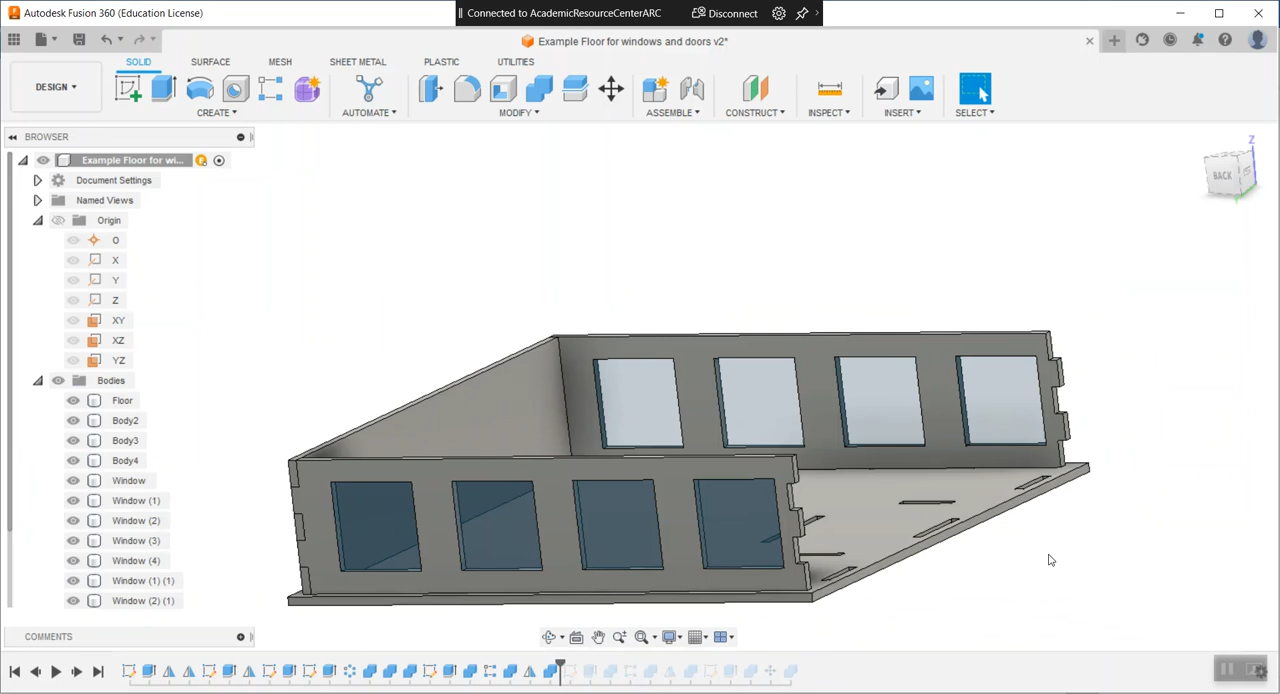 Autodesk Fusion 360 (Education License)
Connected to AcademicResourceCenterARC
Disconnect
Example Floor for windows and doors v2*
SOLID
SURFACE
MESH
SHEET METAL
PLASTIC
UTILITIES
DESIGN
CREATE
AUTOMATE
MODIFY
ASSEMBLE
CONSTRUCT
INSPECT
INSERT
SELECT
BROWSER
Example Floor for wi...
Document Settings
Named Views
Origin
O
X
Y
Z
XY
XZ
YZ
Bodies
Floor
Body2
Body3
Body4
Window
Window (1)
Window (2)
Window (3)
Window (4)
Window (1) (1)
Window (2) (1)
Z
BACK
COMMENTS